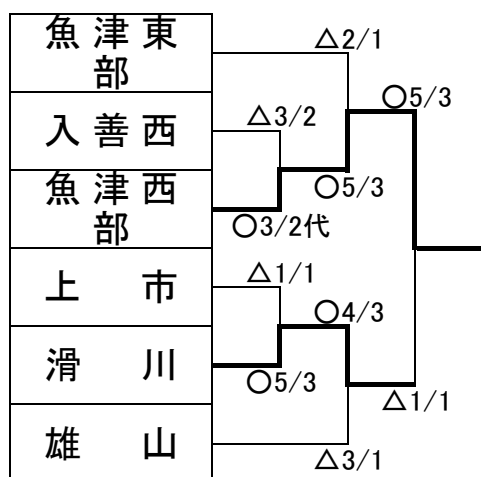 魚津東部
△2/1
○5/3
入善西
△3/2
魚津西部
○5/3
○3/2代
上市
△1/1
○4/3
滑川
○5/3
△1/1
雄山
△3/1